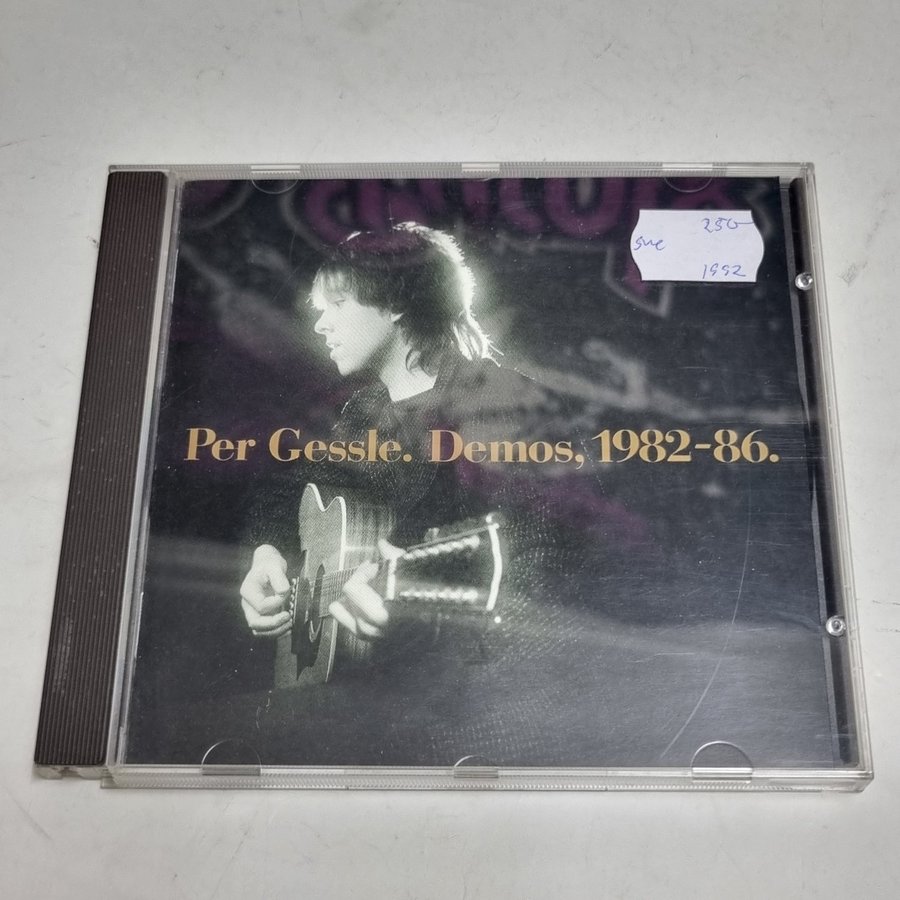 250-
sve
1992
Per Gessle. Demos, 1982-86.